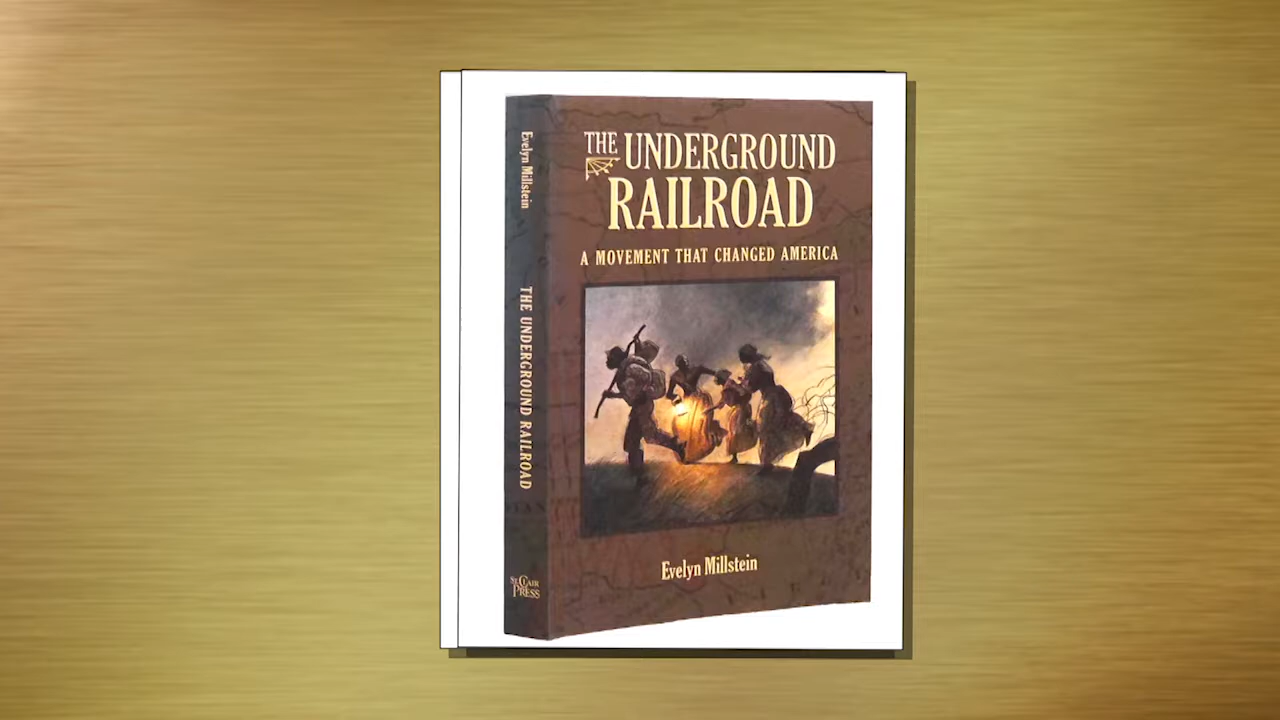 Evelyn Millstein
THE UNDERGROUND RAILROAD
ST. CLAIR
PRESS
THE UNDERGROUND
RAILROAD
A MOVEMENT THAT CHANGED AMERICA
Evelyn Millstein